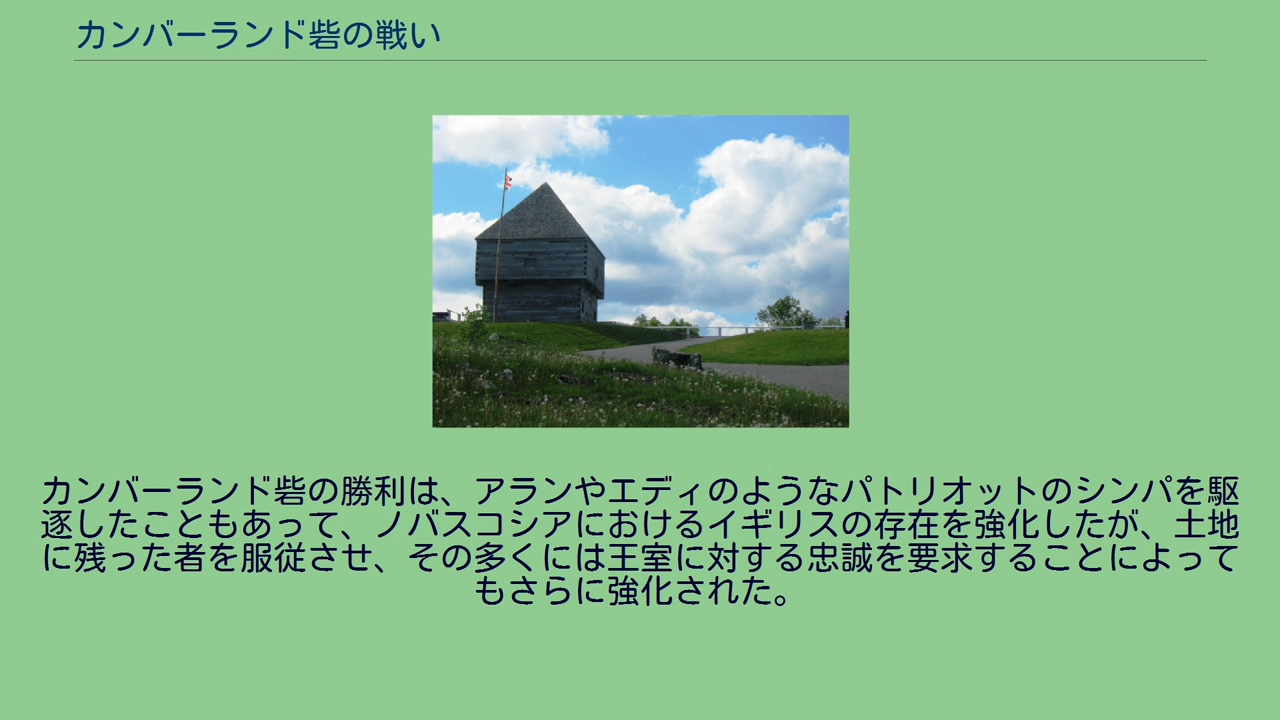 カンバーランド砦の戦い
カンバーランド砦の勝利は、アランやエディのようなパトリオットのシンパを駆
逐したこともあって、ノバスコシアにおけるイギリスの存在を強化したが、土地
に残った者を服従させ、その多くには王室に対する忠誠を要求することによって
もさらに強化された。